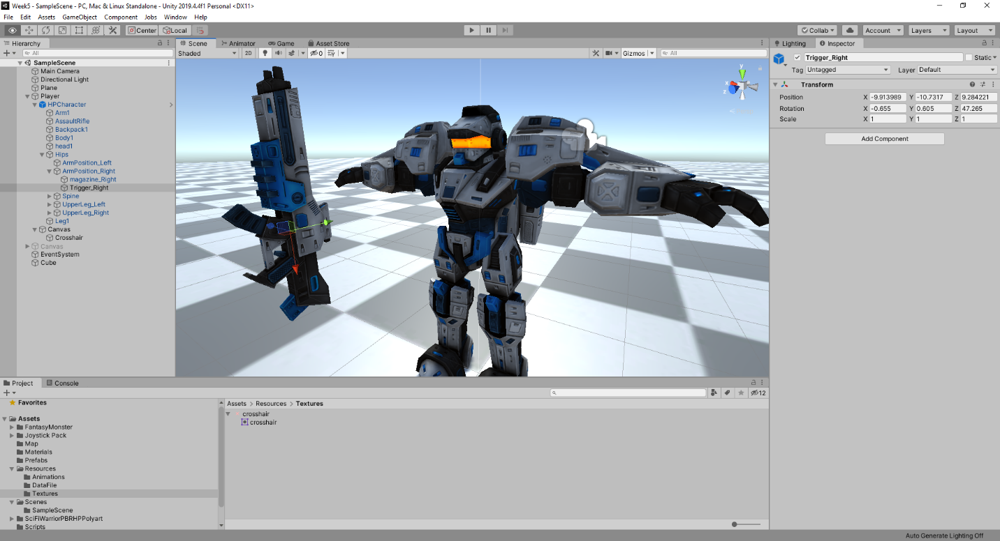 Week5 - SampleScene - PC, Mac & Linux Standalone - Unity 2019.4.4f1 Personal <DX11>
File Edit Assets GameObject Component Jobs Window Help
Center Local Collab Account Layers Layout
Hierarchy
All
SampleScene
Main Camera
Directional Light
Plane
Player
HPCharacter
Arm1
AssaultRifle
Backpack1
Body1
head1
Hips
ArmPosition_Left
ArmPosition_Right
magazine_Right
Trigger_Right
Spine
UpperLeg_Left
UpperLeg_Right
Leg1
Canvas
Crosshair
Canvas
EventSystem
Cube
Scene Animator Game Asset Store
Shaded 2D 0 Gizmos All
y
x
z
Lighting Inspector
Trigger_Right Static
Tag Untagged Layer Default
Transform
Position X -9.913989 Y -10.7317 Z 9.284221
Rotation X -0.655 Y 0.605 Z 47.265
Scale X 1 Y 1 Z 1
Add Component
Project Console
12
Favorites
Assets
FantasyMonster
Joystick Pack
Map
Materials
Prefabs
Resources
Animations
DataFile
Textures
Scenes
SampleScene
SciFiWarriorPBRHPPolyart
Scripts
Assets > Resources > Textures
crosshair
crosshair
Auto Generate Lighting Off